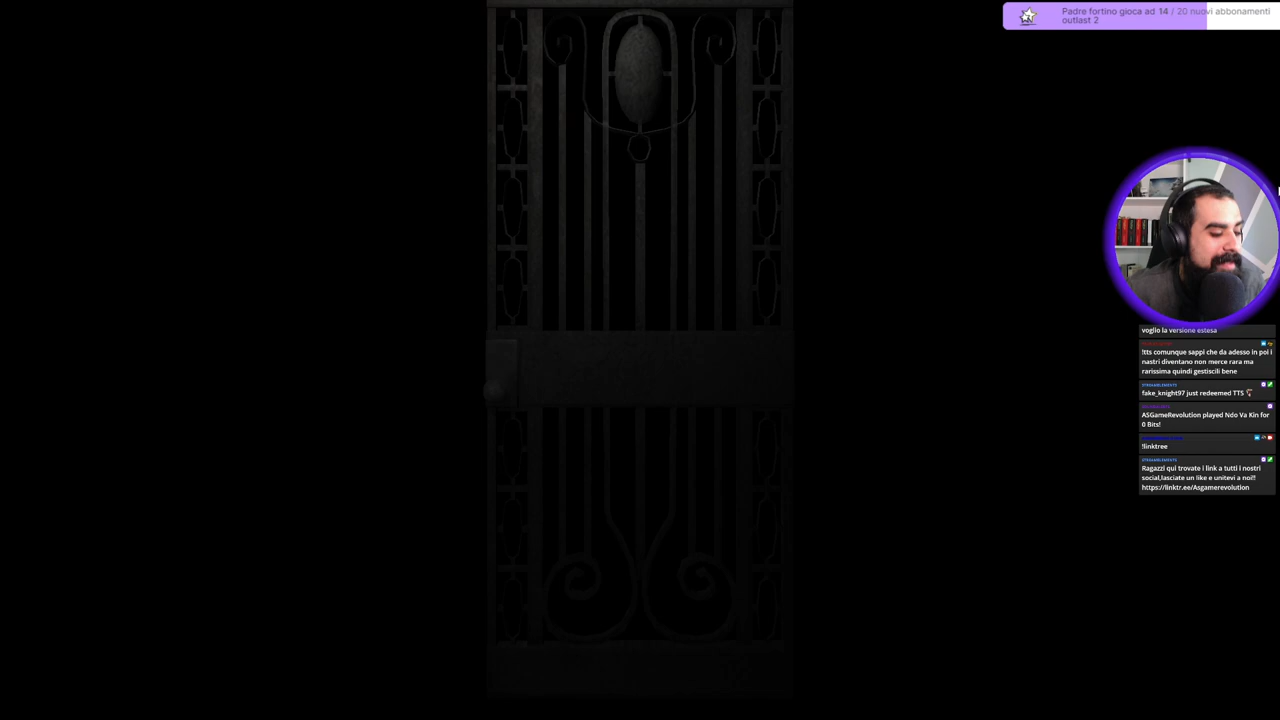 Padre fortino gioca ad 14 / 20 nuovi abbonamenti
outlast 2
voglio la versione estesa
!tts comunque sappi che da adesso in poi i
nastri diventano non merce rara ma
rarissima quindi gestiscili bene
fake_knight97 just redeemed TTS
ASGameRevolution played Ndo Va Kin for
0 Bits!
!linktree
Ragazzi qui trovate i link a tutti i nostri
social,lasciate un like e unitevi a noi!!
https://linktr.ee/Asgamerevolution